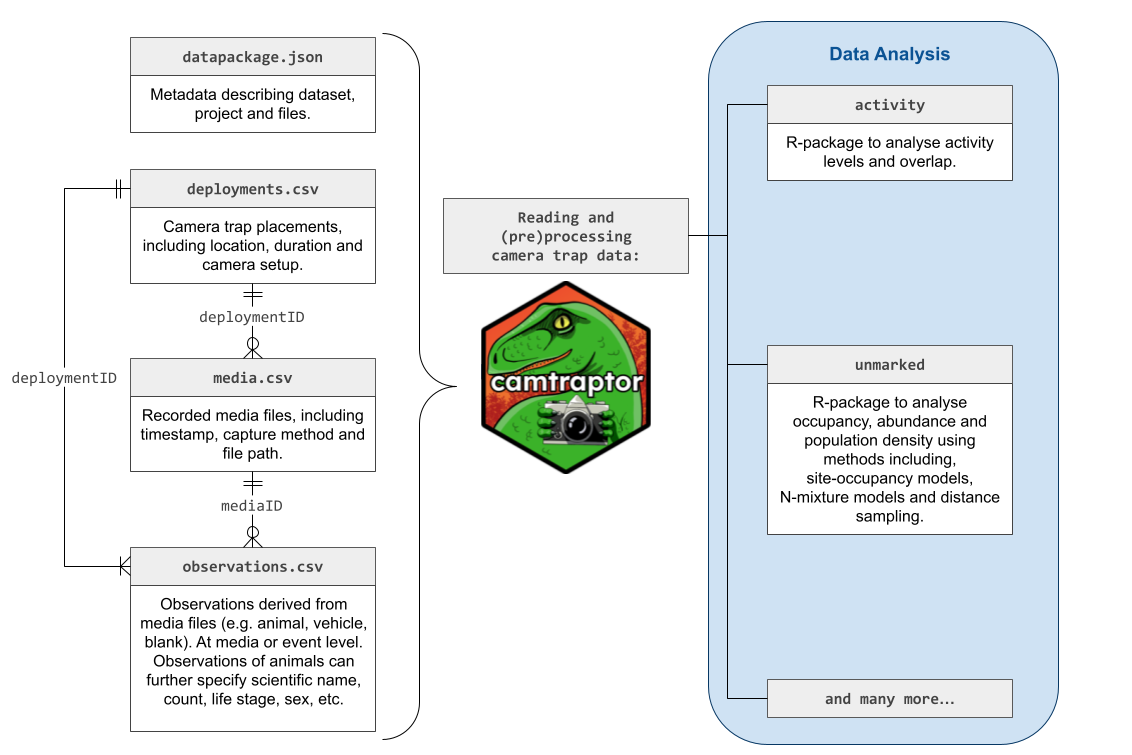 datapackage.json
Metadata describing dataset,
project and files.
deployments.csv
Camera trap placements,
including location, duration and
camera setup.
deploymentID
media.csv
deploymentID
Recorded media files, including
timestamp, capture method and
file path.
mediaID
observations.csv
Observations derived from
media files (e.g. animal, vehicle,
blank). At media or event level.
Observations of animals can
further specify scientific name,
count, life stage, sex, etc.
Reading and
(pre)processing
camera trap data:
camtraptor
Data Analysis
activity
R-package to analyse activity
levels and overlap.
unmarked
R-package to analyse
occupancy, abundance and
population density using
methods including,
site-occupancy models,
N-mixture models and distance
sampling.
and many more…